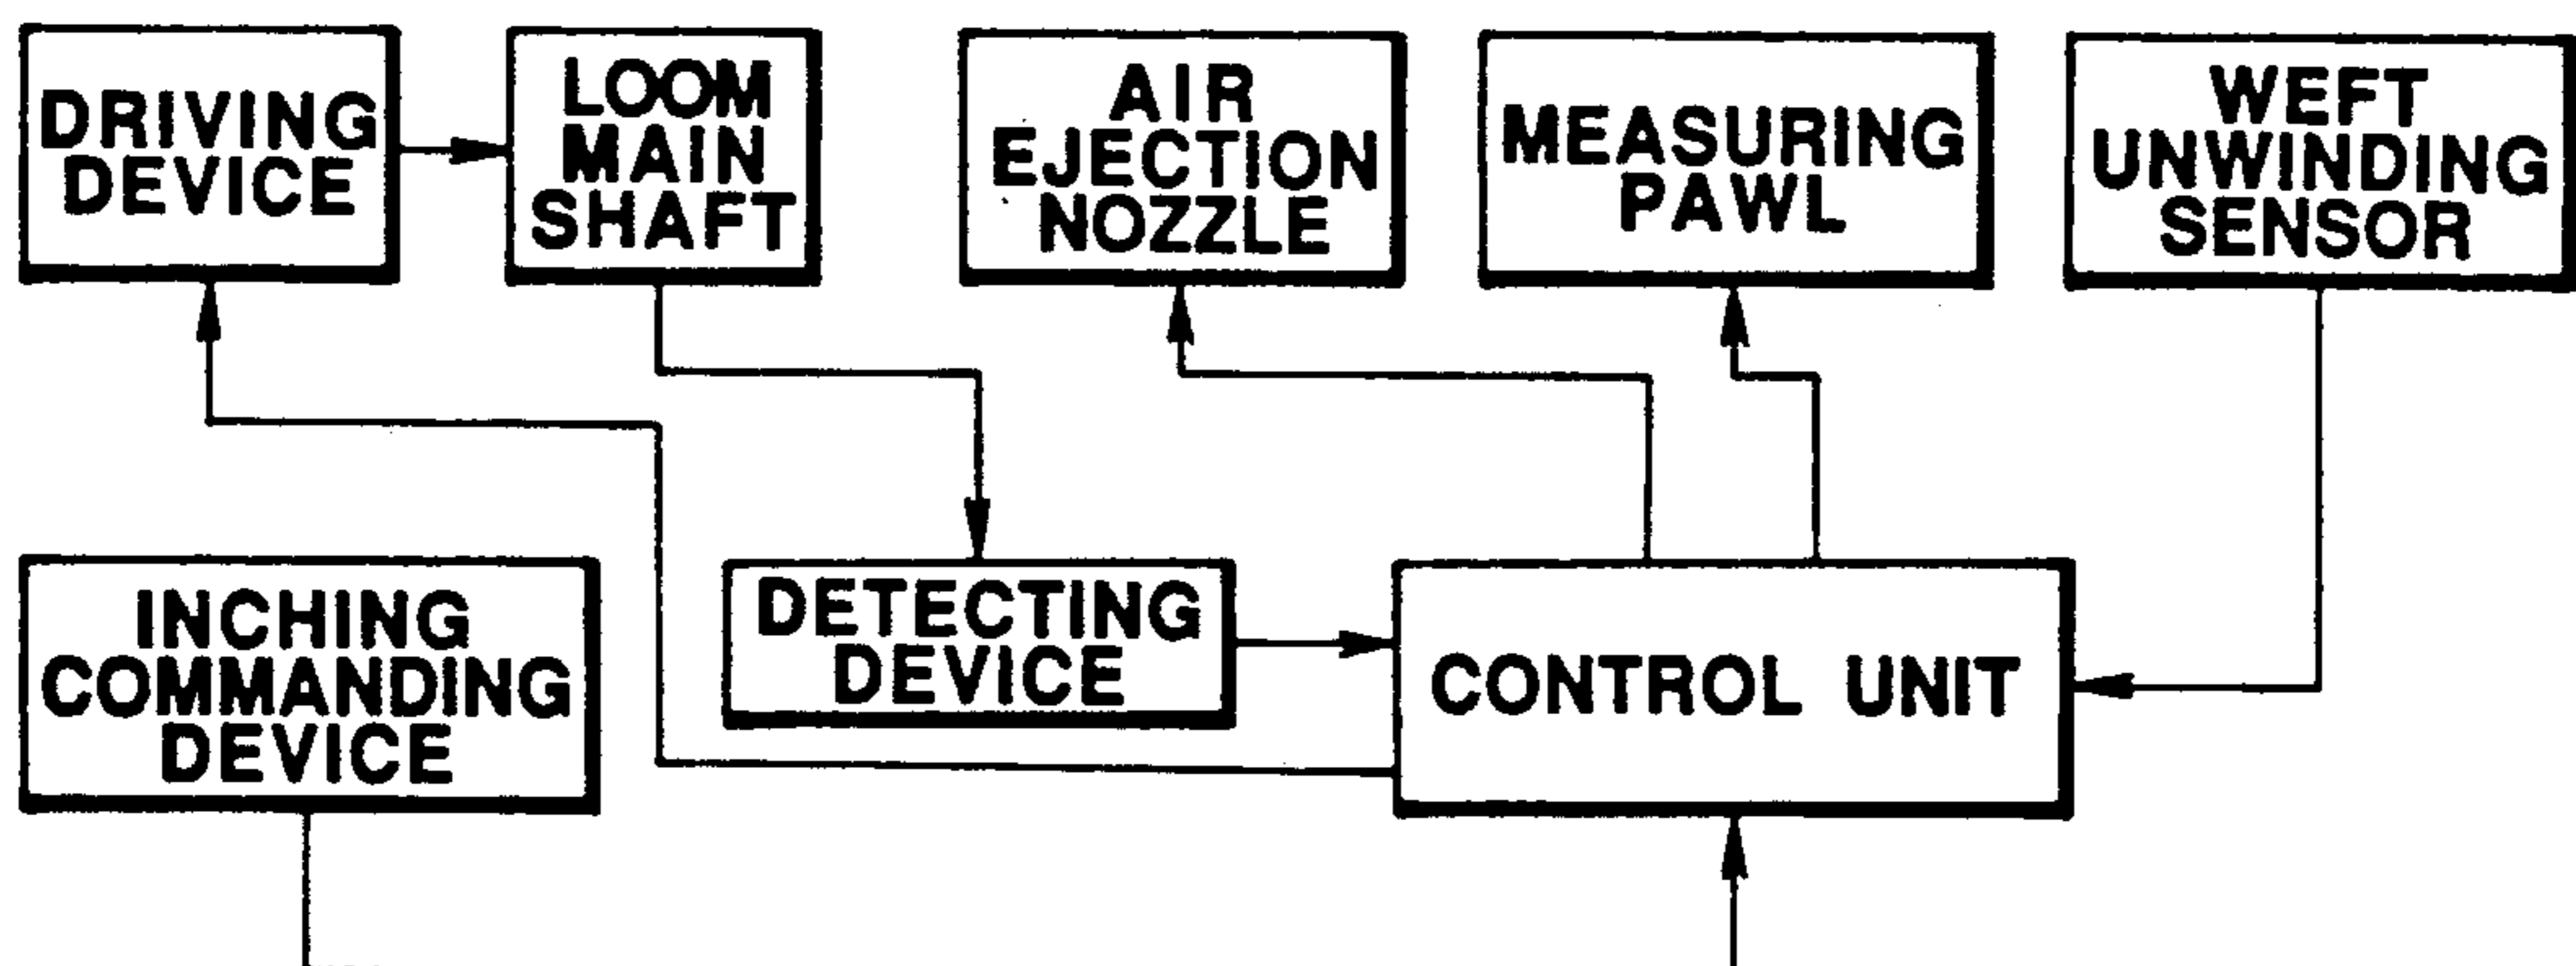 DRIVING
DEVICE
LOOM
MAIN
SHAFT
AIR
EJECTION
NOZZLE
MEASURING
PAWL
WEFT
UNWINDING
SENSOR
INCHING
COMMANDING
DEVICE
DETECTING
DEVICE
CONTROL UNIT